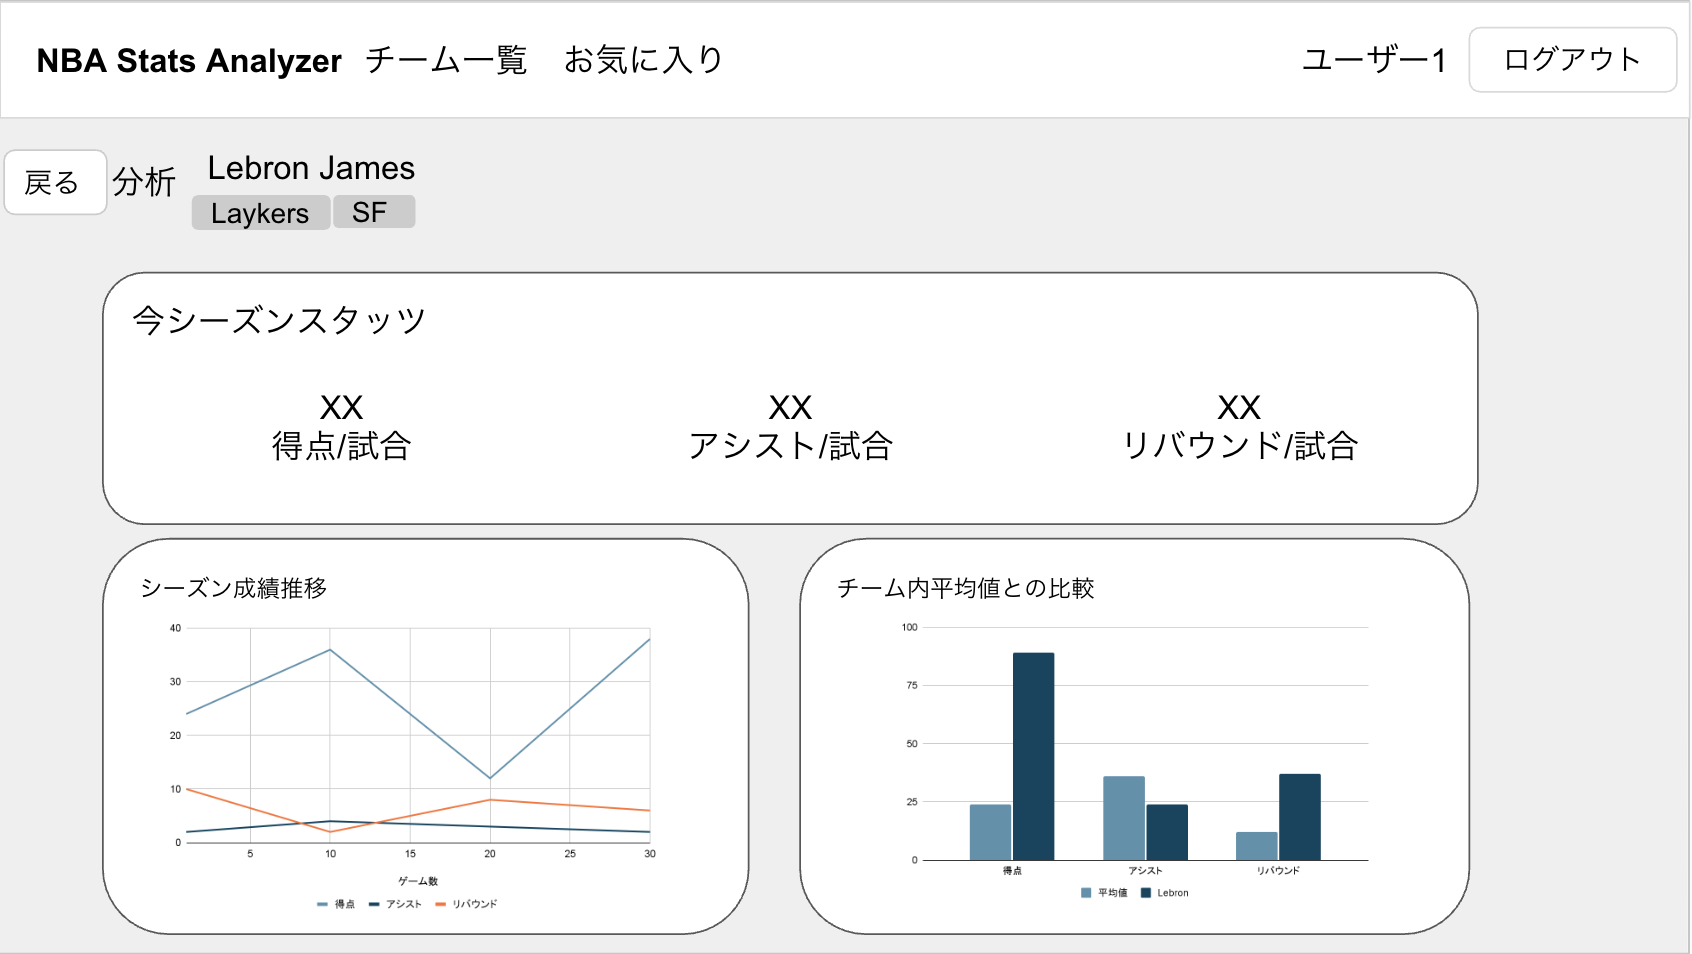 NBA Stats Analyzer チーム一覧 お気に入り ユーザー1 ログアウト
戻る 分析 Lebron James
Laykers SF
今シーズンスタッツ
XX XX XX
得点/試合 アシスト/試合 リバウンド/試合
シーズン成績推移
40
30
20
10
0
5 10 15 20 25 30
ゲーム数
得点 アシスト リバウンド
チーム内平均値との比較
100
75
50
25
0
得点 アシスト リバウンド
平均値 Lebron